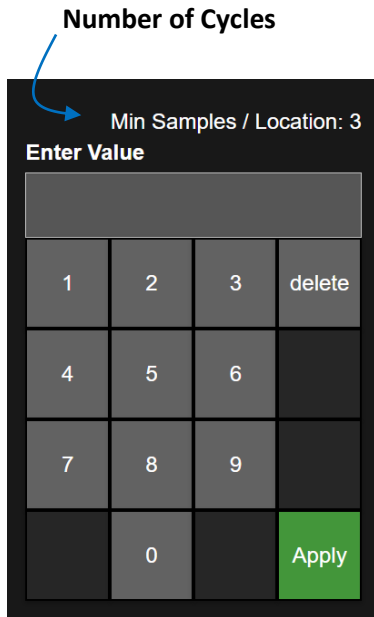 Number of Cycles
Min Samples / Location: 3
Enter Value
1 2 3 delete
4 5 6
7 8 9
0 Apply